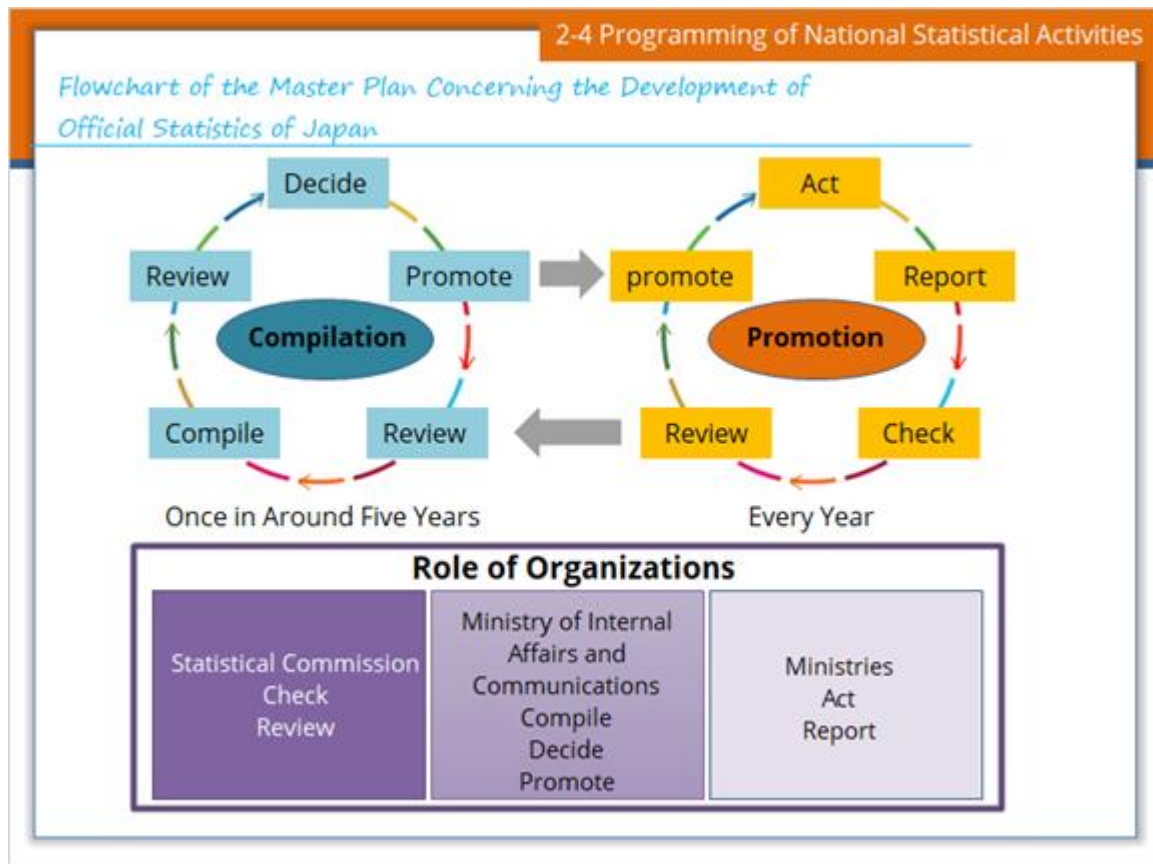 2-4 Programming of National Statistical Activities
Flowchart of the Master Plan Concerning the Development of
Official Statistics of Japan
Decide
Review
Promote
Compilation
Compile
Review
Once in Around Five Years
Act
promote
Report
Promotion
Review
Check
Every Year
Role of Organizations
Statistical Commission
Check
Review
Ministry of Internal
Affairs and
Communications
Compile
Decide
Promote
Ministries
Act
Report